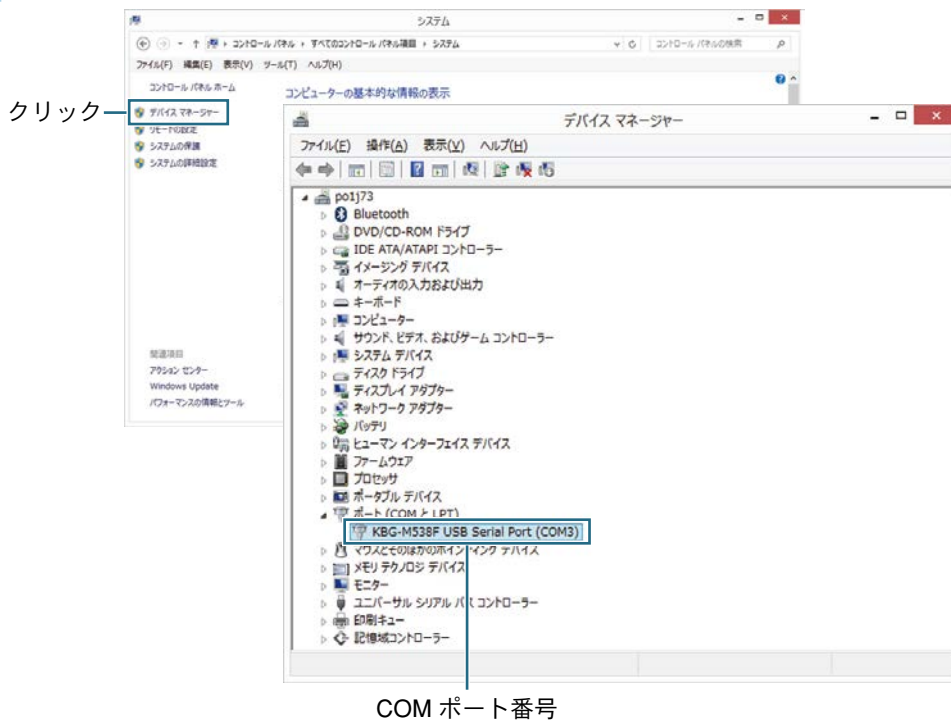 システム
コントロール パネル ▸ すべてのコントロール パネル項目 ▸ システム
コントロール パネルの検索
ファイル(F) 編集(E) 表示(V) ツール(T) ヘルプ(H)
コントロール パネル ホーム
コンピューターの基本的な情報の表示
クリック
デバイス マネージャー
リモートの設定
システムの保護
システムの詳細設定
関連項目
アクション センター
Windows Update
パフォーマンスの情報とツール
デバイス マネージャー
ファイル(F) 操作(A) 表示(V) ヘルプ(H)
po1j73
Bluetooth
DVD/CD-ROM ドライブ
IDE ATA/ATAPI コントローラー
イメージング デバイス
オーディオの入力および出力
キーボード
コンピューター
サウンド、ビデオ、およびゲーム コントローラー
システム デバイス
ディスク ドライブ
ディスプレイ アダプター
ネットワーク アダプター
バッテリ
ヒューマン インターフェイス デバイス
ファームウェア
プロセッサ
ポータブル デバイス
ポート (COM と LPT)
KBG-M538F USB Serial Port (COM3)
マウスとそのほかのポインティング デバイス
メモリ テクノロジ デバイス
モニター
ユニバーサル シリアル バス コントローラー
印刷キュー
記憶域コントローラー
COM ポート番号